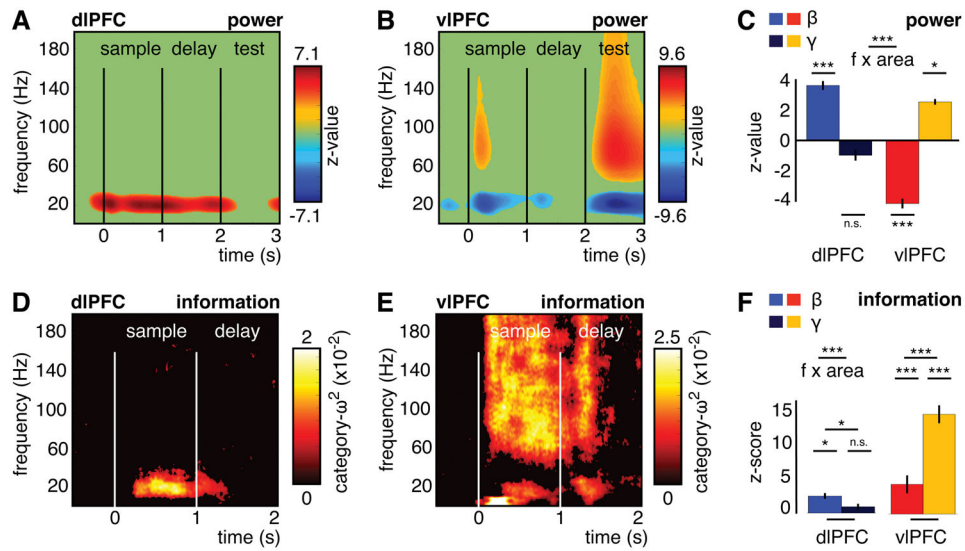 A dlPFC power
sample delay test
frequency (Hz)
180
140
100
60
20
0 1 2 3
time (s)
7.1
z-value
-7.1
B vlPFC power
sample delay test
frequency (Hz)
180
140
100
60
20
0 1 2 3
time (s)
9.6
z-value
-9.6
C power
β
γ
***
f x area
*** *
z-value
4
2
0
-2
-4
n.s. ***
dlPFC vlPFC
D dlPFC information
sample delay
frequency (Hz)
180
140
100
60
20
0 1 2
time (s)
2
category-ω² (x10⁻²)
0
E vlPFC information
sample delay
frequency (Hz)
180
140
100
60
20
0 1 2
time (s)
2.5
category-ω² (x10⁻²)
0
F information
β
γ
*** ***
f x area *** ***
*
* n.s.
z-score
15
10
5
0
dlPFC vlPFC